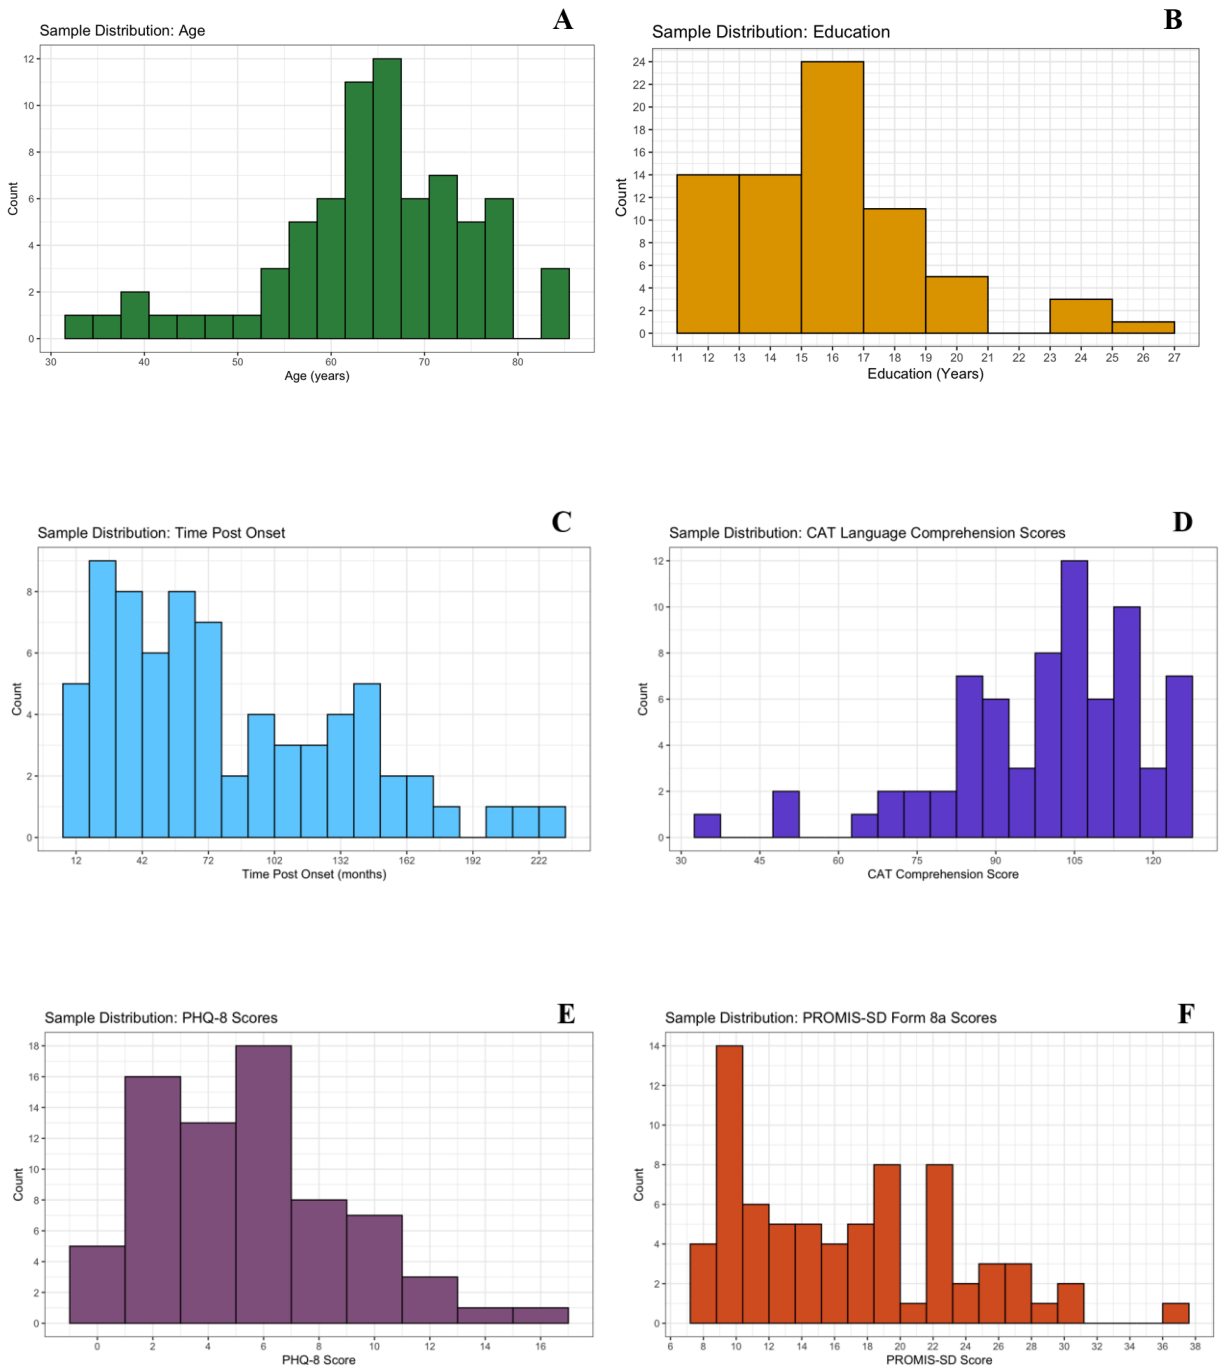 A
Sample Distribution: Age
12
10
8
6
4
2
0
Count
30 40 50 60 70 80
Age (years)
B
Sample Distribution: Education
24
22
20
18
16
14
12
10
8
6
4
2
0
Count
11 12 13 14 15 16 17 18 19 20 21 22 23 24 25 26 27
Education (Years)
C
Sample Distribution: Time Post Onset
8
6
4
2
0
Count
12 42 72 102 132 162 192 222
Time Post Onset (months)
D
Sample Distribution: CAT Language Comprehension Scores
12
10
8
6
4
2
0
Count
30 45 60 75 90 105 120
CAT Comprehension Score
E
Sample Distribution: PHQ-8 Scores
18
16
14
12
10
8
6
4
2
0
Count
0 2 4 6 8 10 12 14 16
PHQ-8 Score
F
Sample Distribution: PROMIS-SD Form 8a Scores
14
12
10
8
6
4
2
0
Count
6 8 10 12 14 16 18 20 22 24 26 28 30 32 34 36 38
PROMIS-SD Score